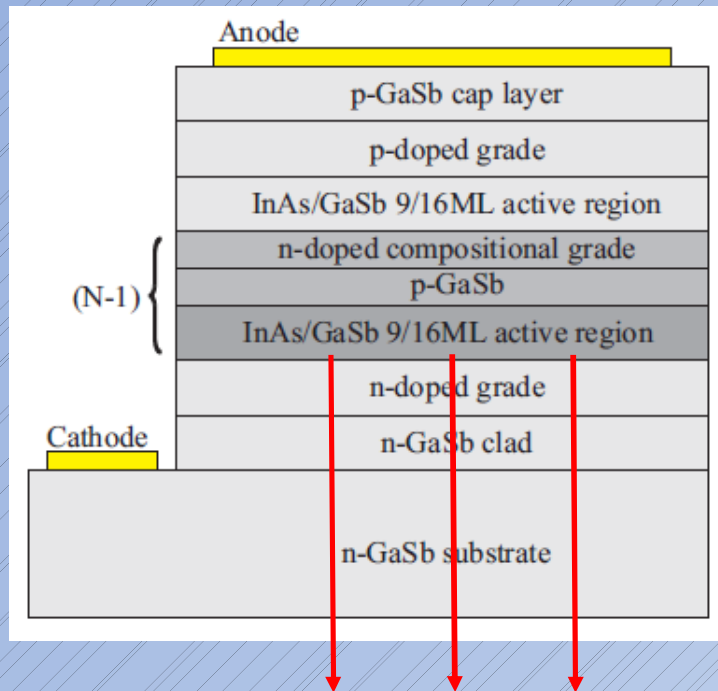 Anode
p-GaSb cap layer
p-doped grade
InAs/GaSb 9/16ML active region
n-doped compositional grade
(N-1)
p-GaSb
InAs/GaSb 9/16ML active region
n-doped grade
Cathode
n-GaSb clad
n-GaSb substrate